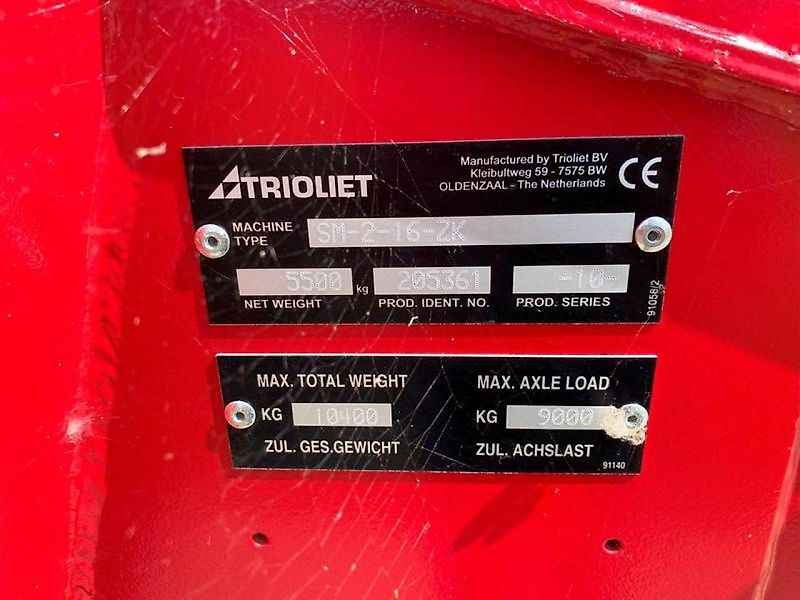 TRIOLIET
Manufactured by Trioliet BV
Kleibultweg 59 - 7575 BW
OLDENZAAL - The Netherlands
CE
MACHINE TYPE SM-2-16-ZK
5500 kg 205361 -10-
NET WEIGHT PROD. IDENT. NO. PROD. SERIES
91058/2
MAX. TOTAL WEIGHT MAX. AXLE LOAD
KG 10400 KG 9000
ZUL. GES.GEWICHT ZUL. ACHSLAST
91140